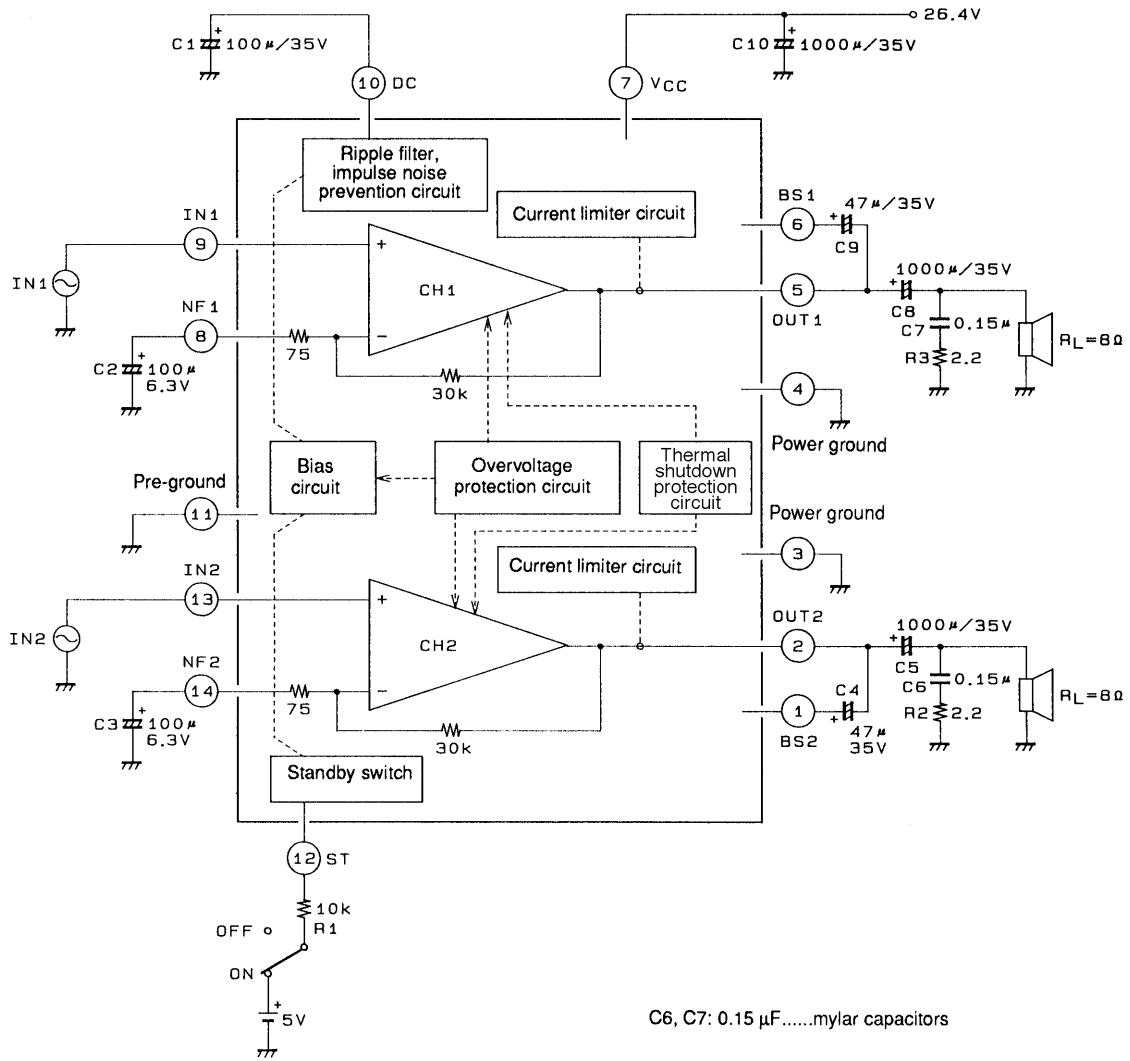 26.4V
C1
+
100μ/35V
C10
+
1000μ/35V
10
DC
7
VCC
Ripple filter,
impulse noise
prevention circuit
Current limiter circuit
IN1
9
IN1
+
CH1
−
NF1
8
75
30k
C2
+
100μ
6.3V
BS1
6
+
47μ/35V
C9
5
OUT1
1000μ/35V
+
C8
C7
0.15μ
R3
2.2
RL=8Ω
4
Power ground
Bias
circuit
Overvoltage
protection circuit
Thermal
shutdown
protection
circuit
Pre-ground
11
Power ground
3
Current limiter circuit
IN2
13
IN2
+
CH2
−
NF2
14
75
30k
C3
+
100μ
6.3V
OUT2
2
1000μ/35V
+
C5
C6
0.15μ
R2
2.2
RL=8Ω
C4
1
+
47μ
35V
BS2
Standby switch
12
ST
10k
R1
OFF
ON
+
5V
C6, C7: 0.15 μF......mylar capacitors